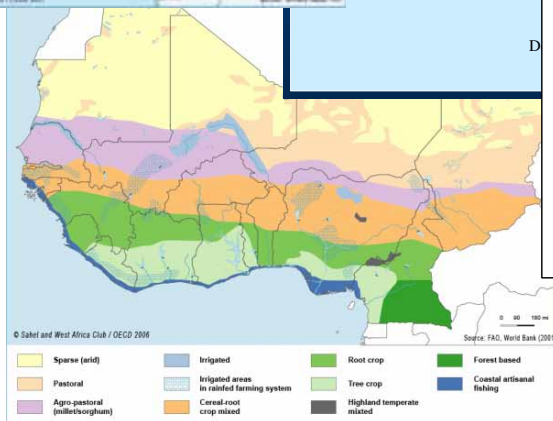 D
© Sahel and West Africa Club / OECD 2006
0 90 180 mi
Source: FAO, World Bank (2001
Sparse (arid)
Pastoral
Agro-pastoral
(millet/sorghum)
Irrigated
Irrigated areas
in rainfed farming system
Cereal-root
crop mixed
Root crop
Tree crop
Highland temperate
mixed
Forest based
Coastal artisanal
fishing